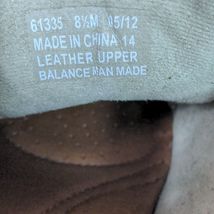 61335 8½M 05/12
MADE IN CHINA 14
LEATHER UPPER
BALANCE MAN MADE